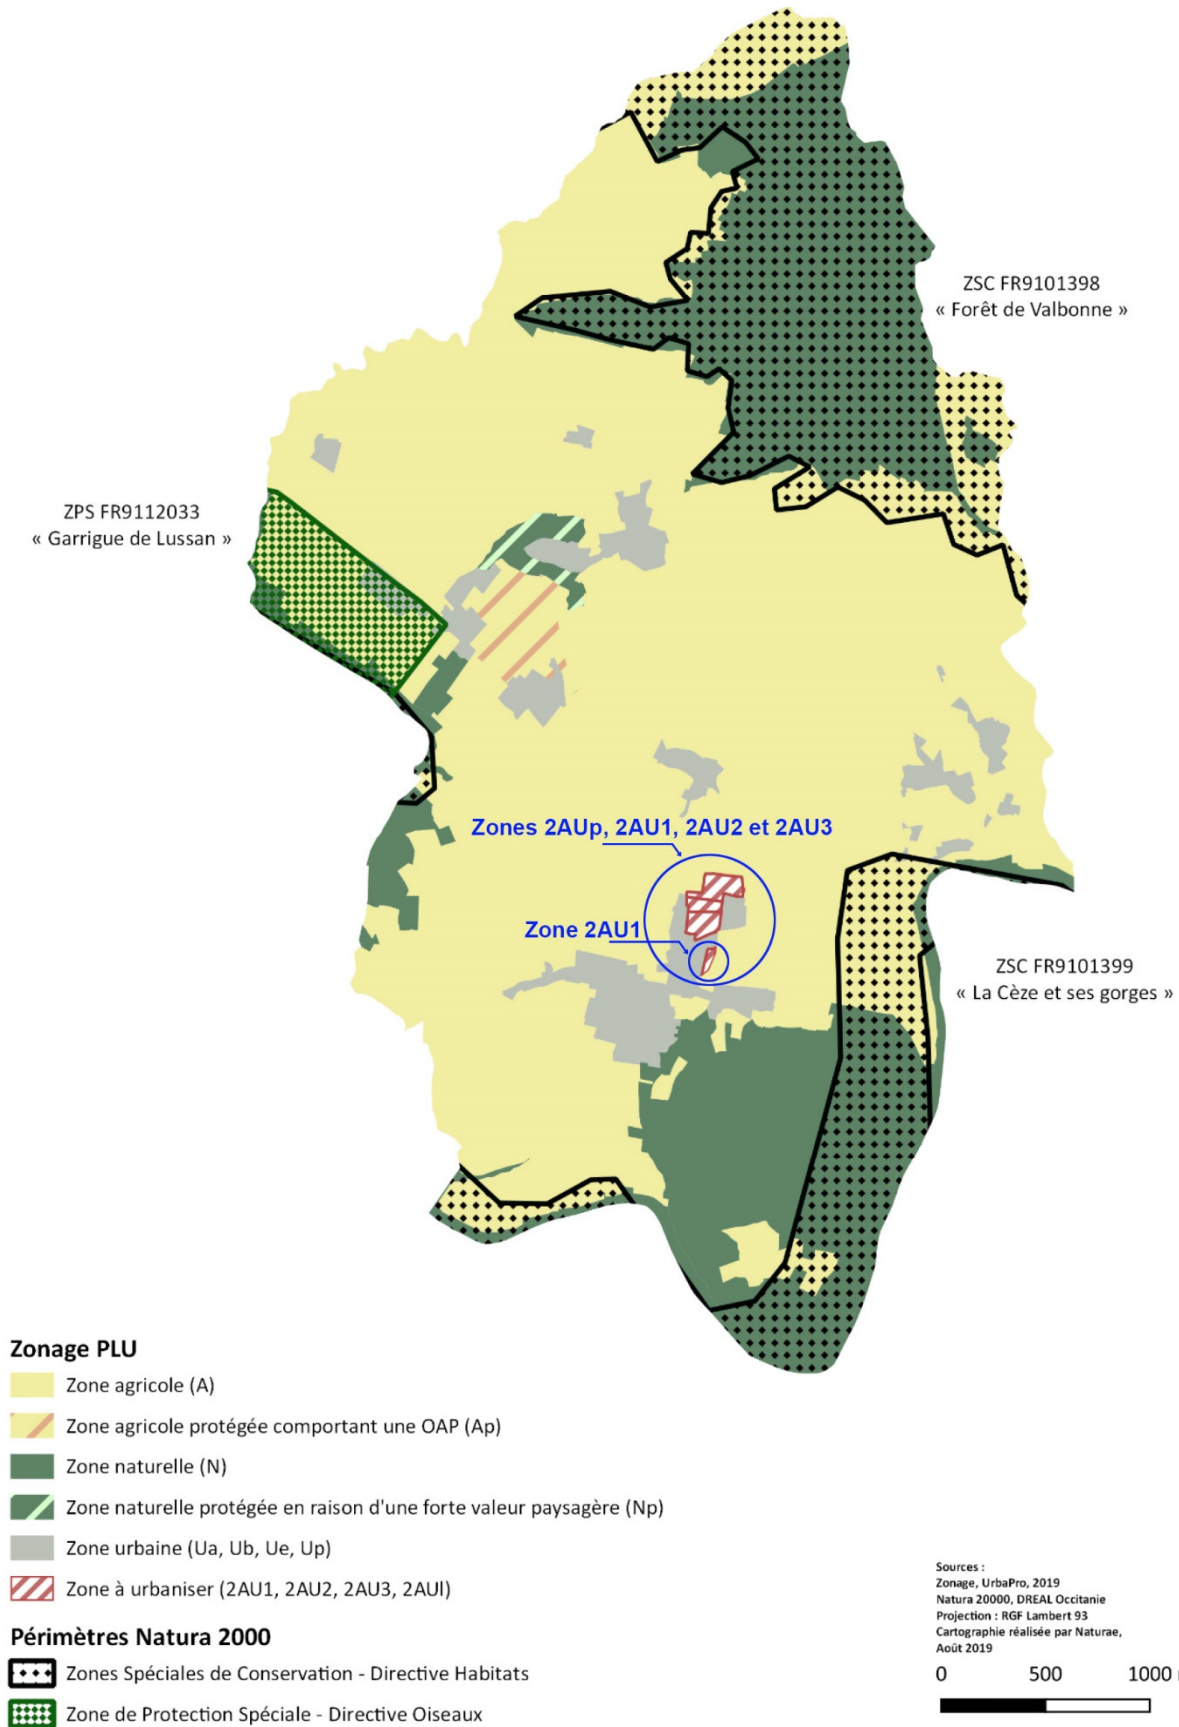 ZSC FR9101398
« Forêt de Valbonne »
ZPS FR9112033
« Garrigue de Lussan »
Zones 2AUp, 2AU1, 2AU2 et 2AU3
Zone 2AU1
ZSC FR9101399
« La Cèze et ses gorges »
Zonage PLU
Zone agricole (A)
Zone agricole protégée comportant une OAP (Ap)
Zone naturelle (N)
Zone naturelle protégée en raison d'une forte valeur paysagère (Np)
Zone urbaine (Ua, Ub, Ue, Up)
Zone à urbaniser (2AU1, 2AU2, 2AU3, 2AUl)
Périmètres Natura 2000
Zones Spéciales de Conservation - Directive Habitats
Zone de Protection Spéciale - Directive Oiseaux
Sources :
Zonage, UrbaPro, 2019
Natura 20000, DREAL Occitanie
Projection : RGF Lambert 93
Cartographie réalisée par Naturae,
Août 2019
0 500 1000